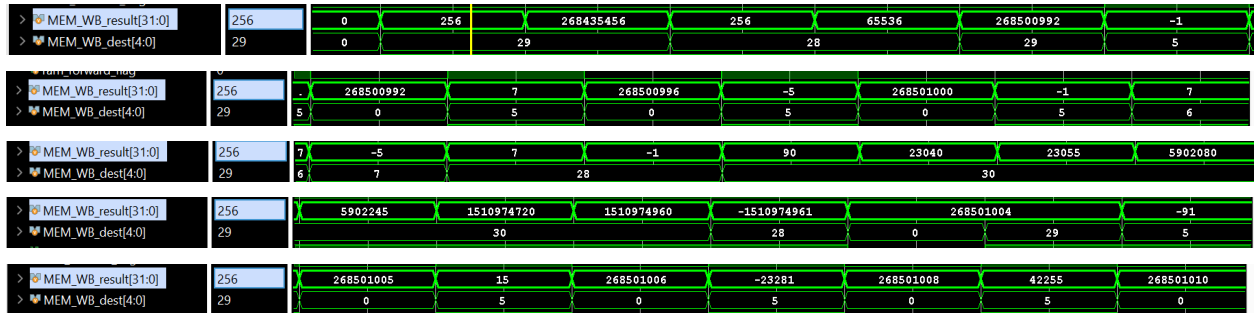 MEM_WB_result[31:0] 256 0 256 268435456 256 65536 268500992 -1
MEM_WB_dest[4:0] 29 0 29 28 29 5
ram_forward_flag 0
MEM_WB_result[31:0] 256 . 268500992 7 268500996 -5 268501000 -1 7
MEM_WB_dest[4:0] 29 5 0 5 0 5 0 5 6
MEM_WB_result[31:0] 256 7 -5 7 -1 90 23040 23055 5902080
MEM_WB_dest[4:0] 29 6 7 28 30
MEM_WB_result[31:0] 256 5902245 1510974720 1510974960 -1510974961 268501004 -91
MEM_WB_dest[4:0] 29 30 28 0 29 5
MEM_WB_result[31:0] 256 268501005 15 268501006 -23281 268501008 42255 268501010
MEM_WB_dest[4:0] 29 0 5 0 5 0 5 0